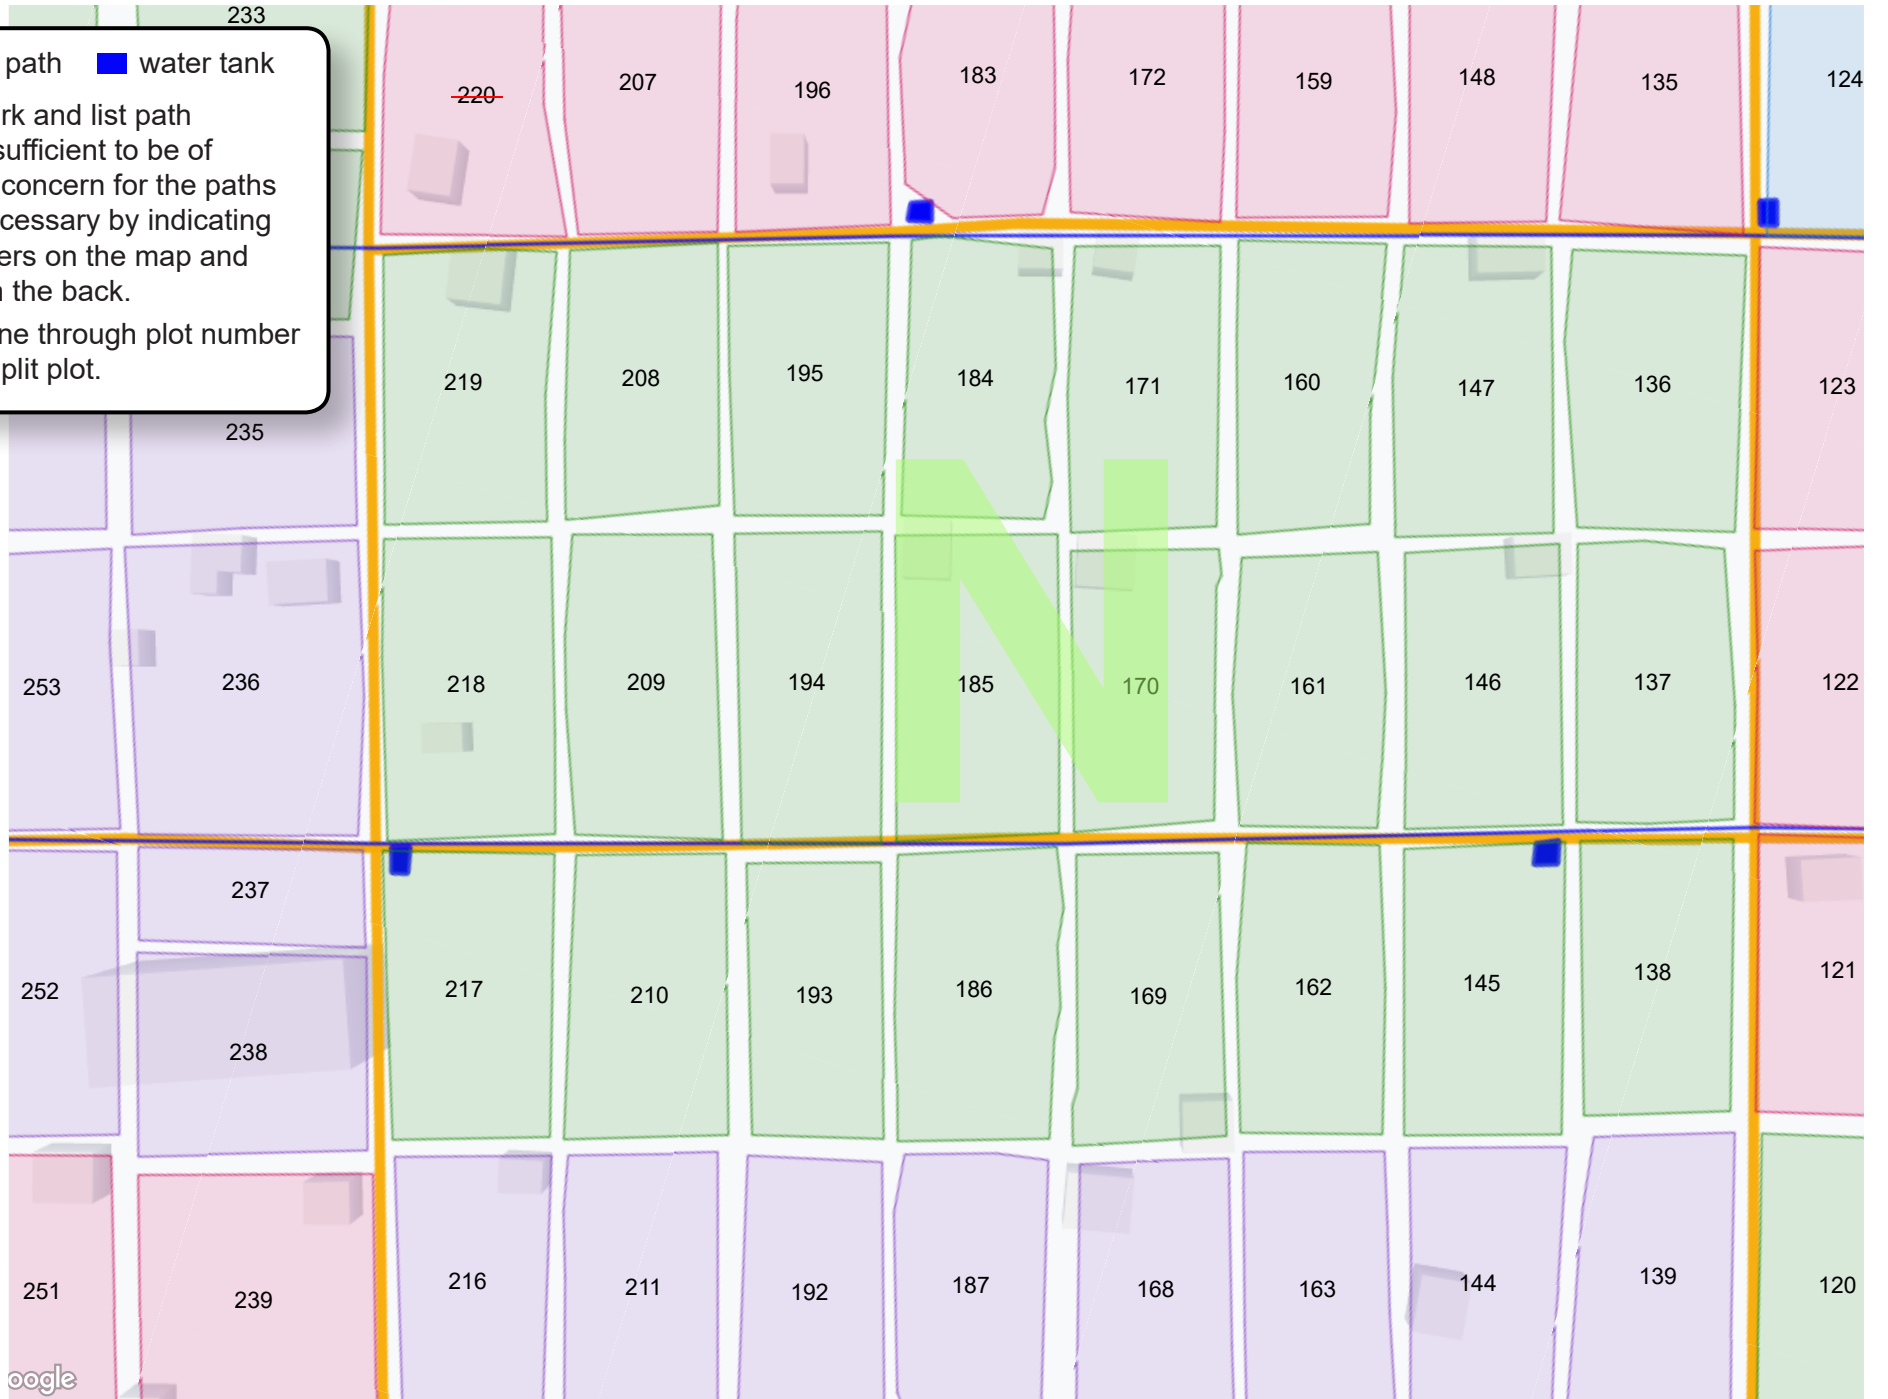 233
path water tank
rk and list path
sufficient to be of
concern for the paths
cessary by indicating
ers on the map and
the back.
ne through plot number
plit plot.
220 207 196 183 172 159 148 135 124
219 208 195 184 171 160 147 136 123
235
253 236 218 209 194 185 170 161 146 137 122
N
237
252 217 210 193 186 169 162 145 138 121
238
251 239 216 211 192 187 168 163 144 139 120
oogle